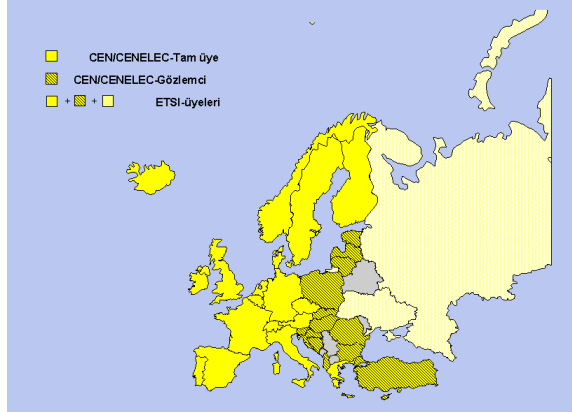 CEN/CENELEC-Tam üye
CEN/CENELEC-Gözlemci
+ + ETSI-üyeleri